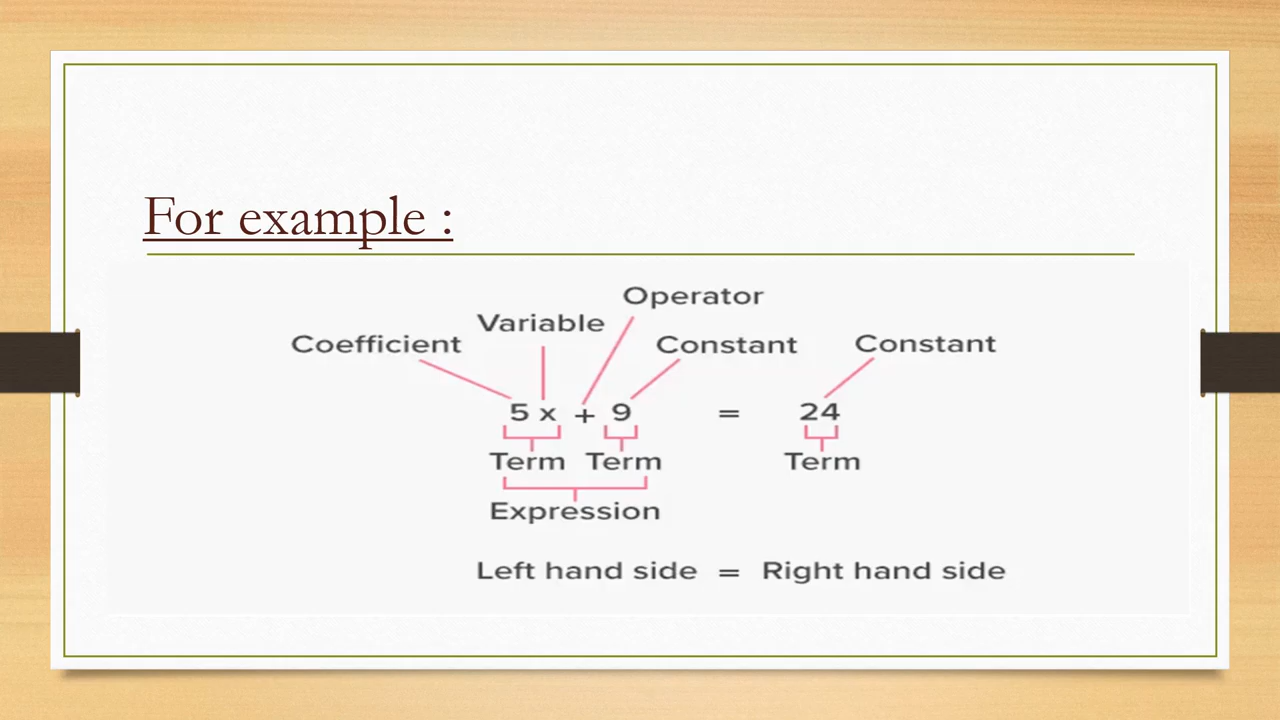 For example :
Operator
Variable
Coefficient Constant Constant
5 x + 9 = 24
Term Term Term
Expression
Left hand side = Right hand side